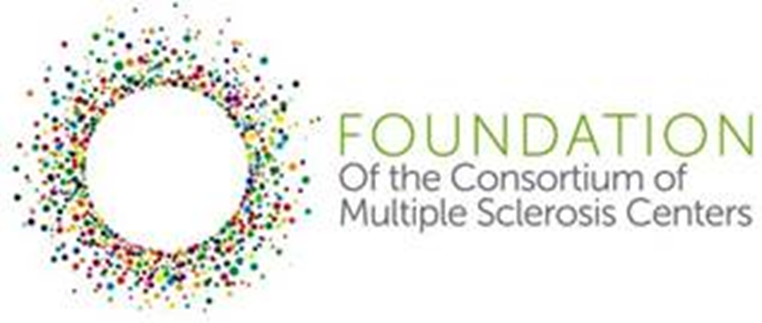 FOUNDATION
Of the Consortium of
Multiple Sclerosis Centers